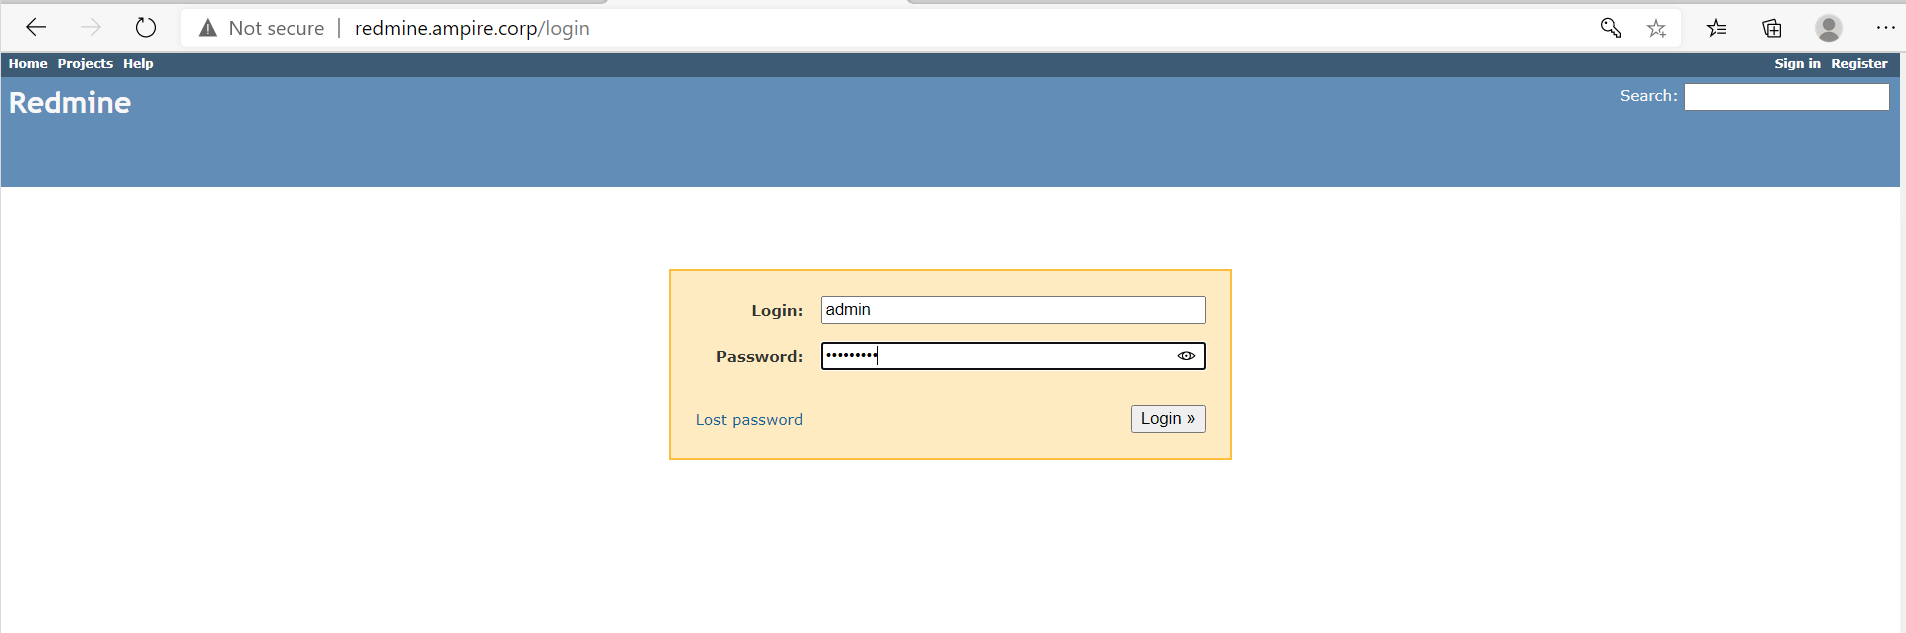 Not secure | redmine.ampire.corp/login
Home Projects Help Sign in Register
Redmine
Search:
Login: admin
Password: •••••••••
Lost password Login »